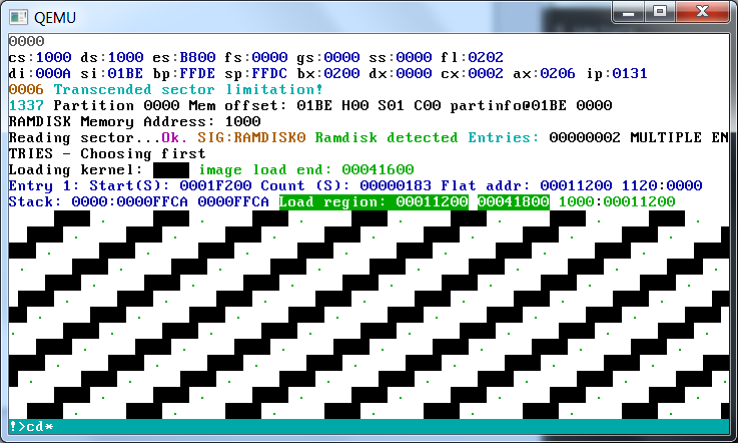 QEMU
0000
cs:1000 ds:1000 es:B800 fs:0000 gs:0000 ss:0000 fl:0202
di:000A si:01BE bp:FFDE sp:FFDC bx:0200 dx:0000 cx:0002 ax:0206 ip:0131
0006 Transcended sector limitation!
1337 Partition 0000 Mem offset: 01BE H00 S01 C00 partinfo@01BE 0000
RAMDISK Memory Address: 1000
Reading sector...Ok. SIG:RAMDISK0 Ramdisk detected Entries: 00000002 MULTIPLE EN
TRIES - Choosing first
Loading kernel: image load end: 00041600
Entry 1: Start(S): 0001F200 Count (S): 00000183 Flat addr: 00011200 1120:0000
Stack: 0000:0000FFCA 0000FFCA Load region: 00011200 00041800 1000:00011200
!>cd*